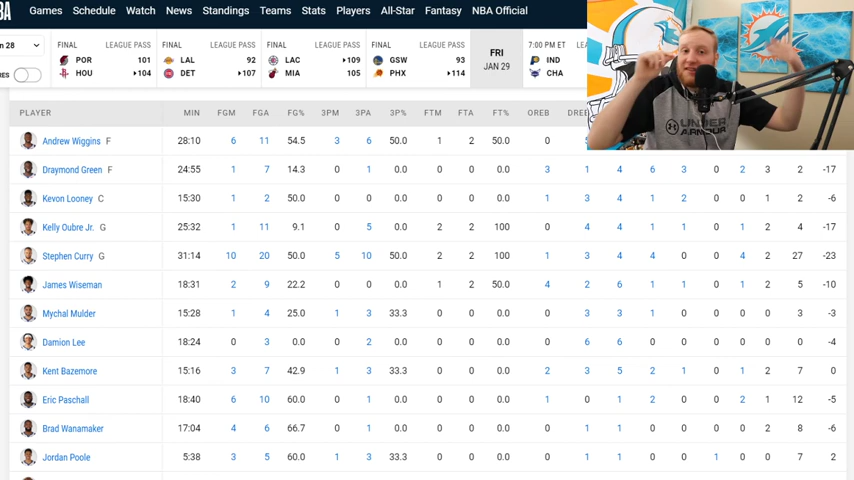 BA Games Schedule Watch News Standings Teams Stats Players All-Star Fantasy NBA Official
n 28 FINAL LEAGUE PASS FINAL LEAGUE PASS FINAL LEAGUE PASS FINAL LEAGUE PASS FRI 7:00 PM ET LEA
POR 101 LAL 92 LAC 109 GSW 93 JAN 29 IND
RES HOU 104 DET 107 MIA 105 PHX 114 CHA
PLAYER MIN FGM FGA FG% 3PM 3PA 3P% FTM FTA FT% OREB DREB
UNDER ARMOUR
Andrew Wiggins F 28:10 6 11 54.5 3 6 50.0 1 2 50.0 0
Draymond Green F 24:55 1 7 14.3 0 1 0.0 0 0 0.0 3 1 4 6 3 0 2 3 2 -17
Kevon Looney C 15:30 1 2 50.0 0 0 0.0 0 0 0.0 1 3 4 1 2 0 0 1 2 -6
Kelly Oubre Jr. G 25:32 1 11 9.1 0 5 0.0 2 2 100 0 4 4 1 1 0 1 2 4 -17
Stephen Curry G 31:14 10 20 50.0 5 10 50.0 2 2 100 1 3 4 4 0 0 4 2 27 -23
James Wiseman 18:31 2 9 22.2 0 0 0.0 1 2 50.0 4 2 6 1 1 0 1 2 5 -10
Mychal Mulder 15:28 1 4 25.0 1 3 33.3 0 0 0.0 0 3 3 1 0 0 0 0 3 -3
Damion Lee 18:24 0 3 0.0 0 2 0.0 0 0 0.0 0 6 6 0 0 0 0 0 0 -4
Kent Bazemore 15:16 3 7 42.9 1 3 33.3 0 0 0.0 2 3 5 2 1 0 1 2 7 0
Eric Paschall 18:40 6 10 60.0 0 1 0.0 0 0 0.0 1 0 1 2 0 0 2 1 12 -5
Brad Wanamaker 17:04 4 6 66.7 0 1 0.0 0 0 0.0 0 1 1 0 0 0 0 2 8 -6
Jordan Poole 5:38 3 5 60.0 1 3 33.3 0 0 0.0 0 1 1 0 0 1 0 0 7 2